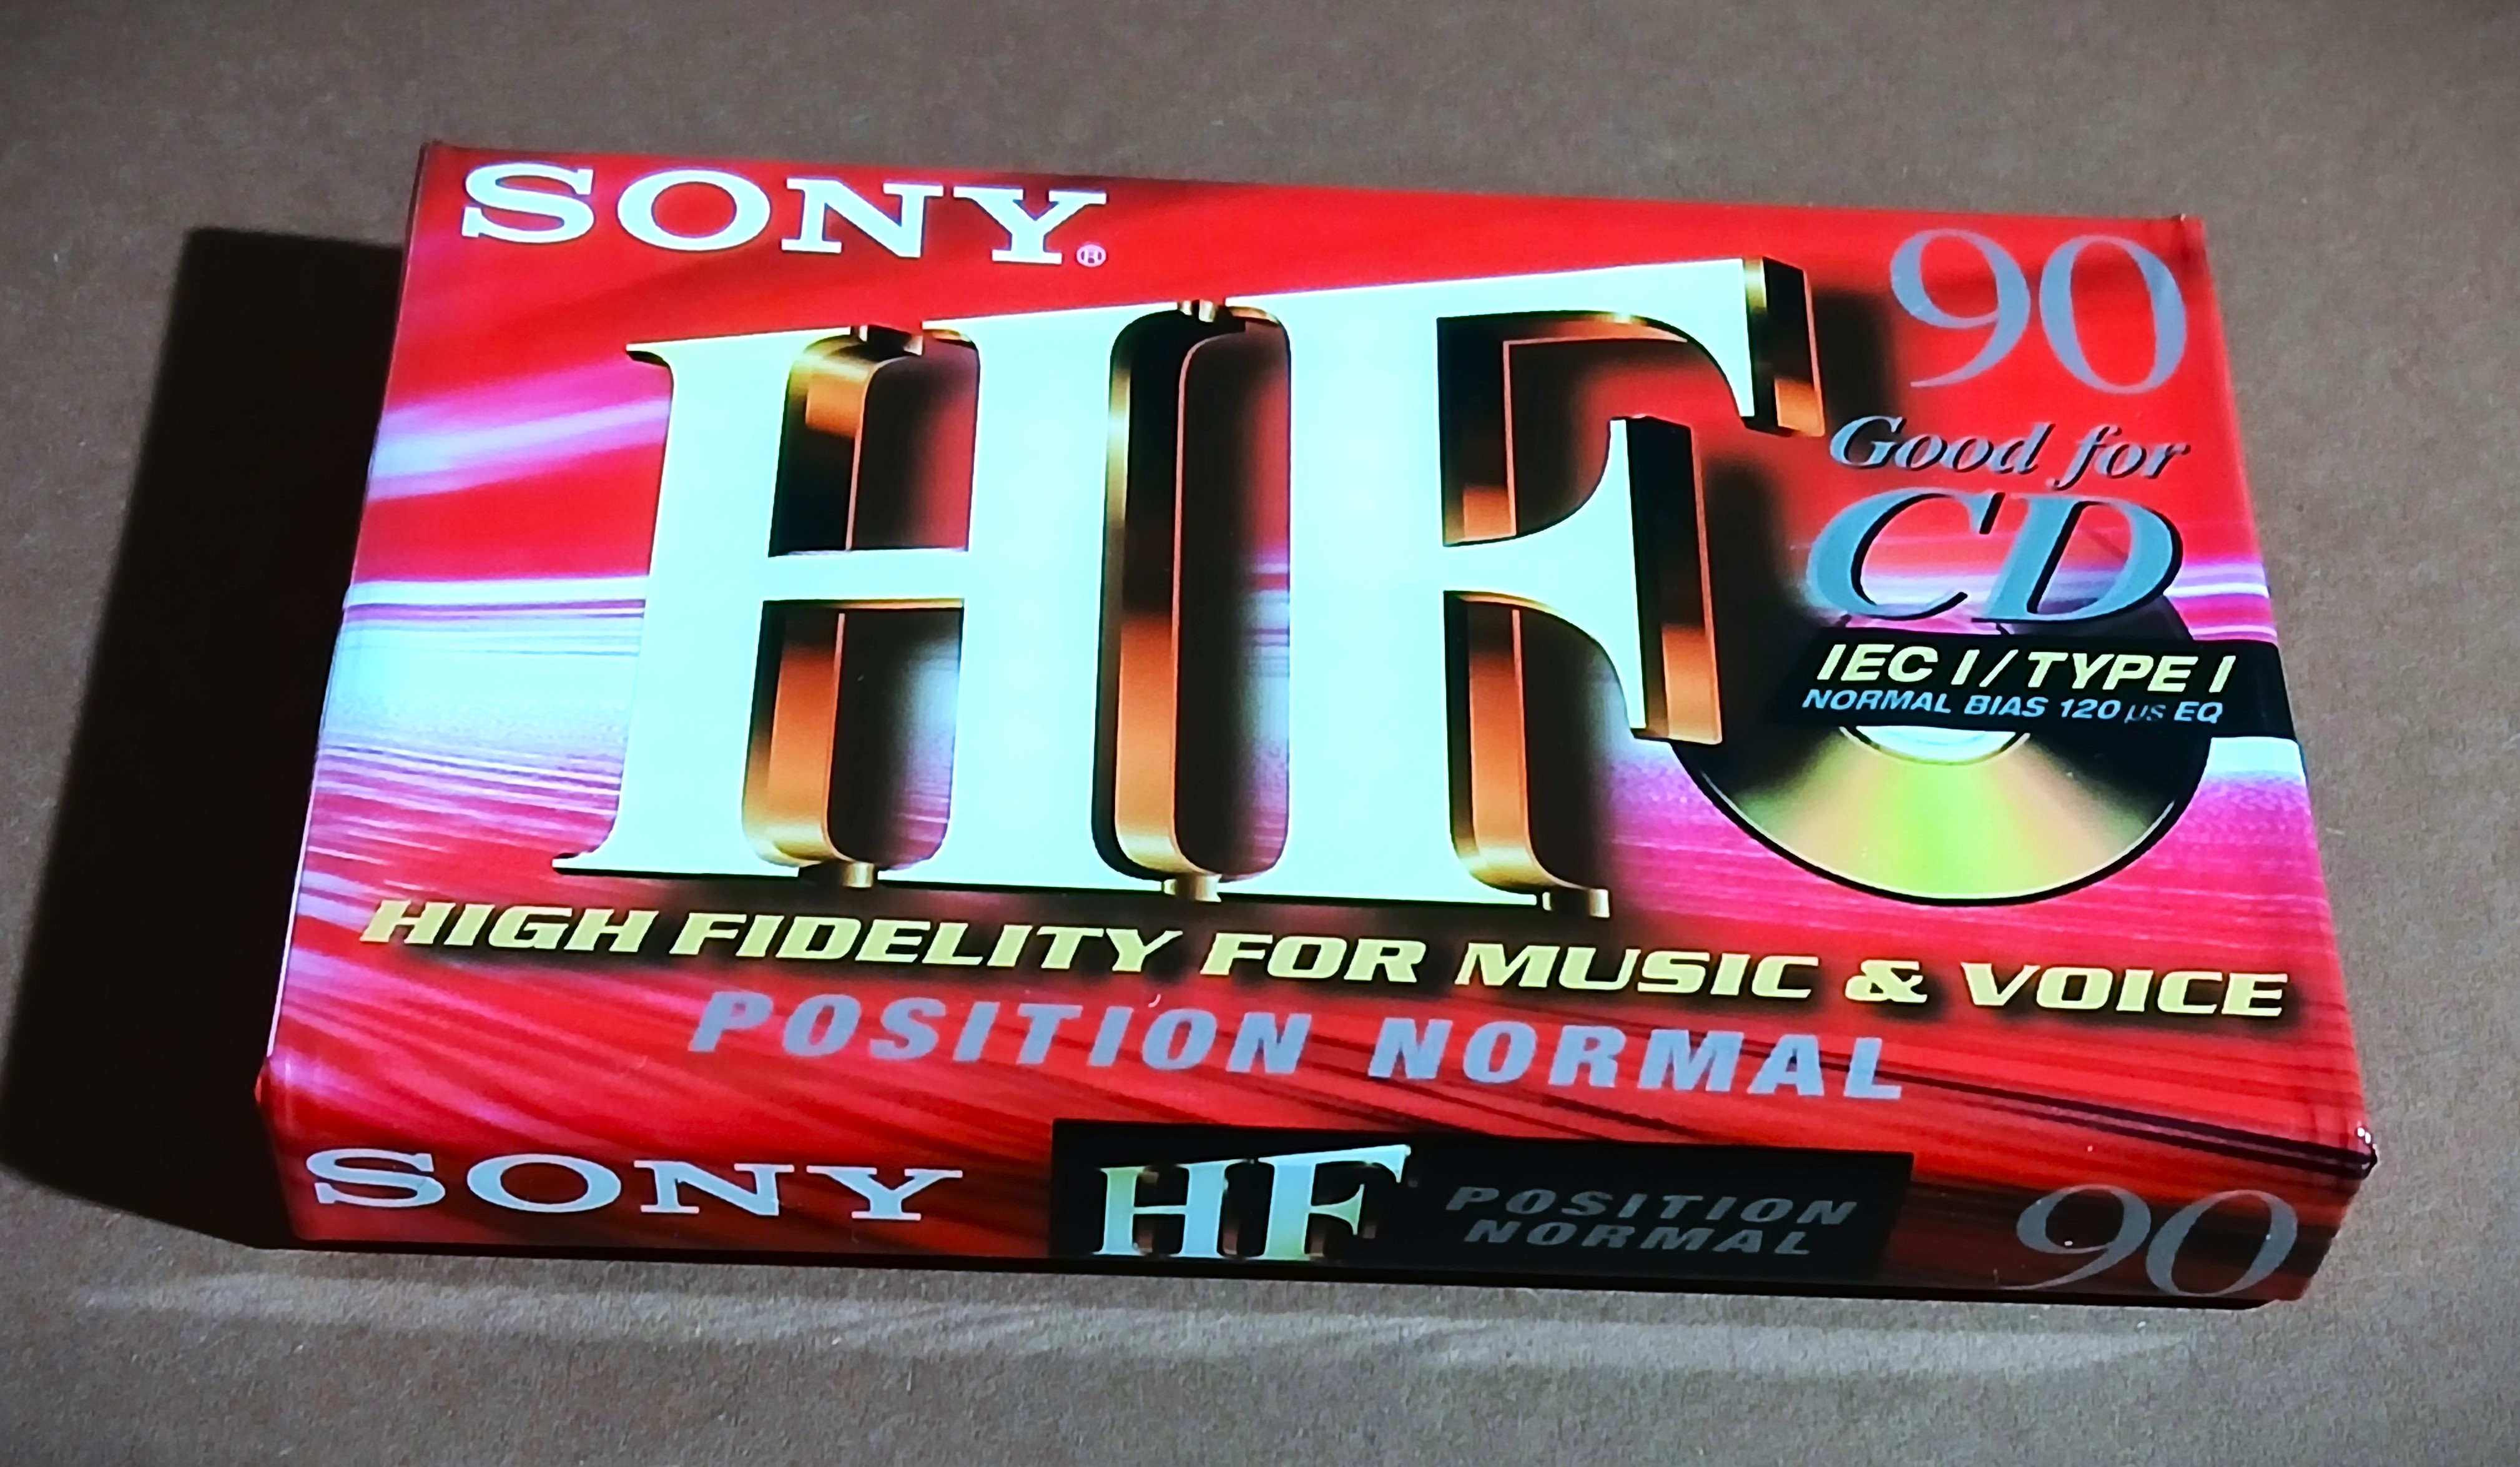 SONY®
90
HF
Good for
CD
IEC I / TYPE I
NORMAL BIAS 120 µs EQ
HIGH FIDELITY FOR MUSIC & VOICE
POSITION NORMAL
SONY
HF
POSITION
NORMAL
90